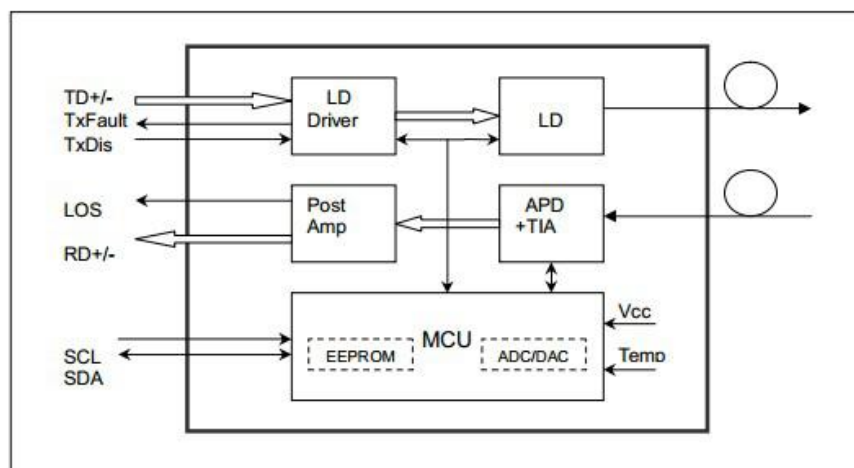 TD+/-
TxFault
TxDis
LD
Driver
LD
LOS
RD+/-
Post
Amp
APD
+TIA
SCL
SDA
MCU
EEPROM
ADC/DAC
Vcc
Temp